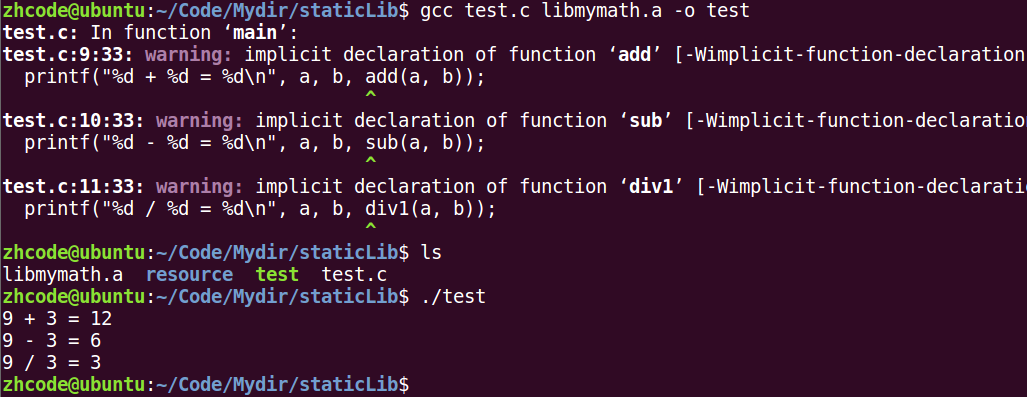 zhcode@ubuntu:~/Code/Mydir/staticLib$ gcc test.c libmymath.a -o test
test.c: In function ‘main’:
test.c:9:33: warning: implicit declaration of function ‘add’ [-Wimplicit-function-declaration
  printf("%d + %d = %d\n", a, b, add(a, b));
                                 ^
test.c:10:33: warning: implicit declaration of function ‘sub’ [-Wimplicit-function-declaratio
  printf("%d - %d = %d\n", a, b, sub(a, b));
                                 ^
test.c:11:33: warning: implicit declaration of function ‘div1’ [-Wimplicit-function-declarati
  printf("%d / %d = %d\n", a, b, div1(a, b));
                                 ^
zhcode@ubuntu:~/Code/Mydir/staticLib$ ls
libmymath.a  resource  test  test.c
zhcode@ubuntu:~/Code/Mydir/staticLib$ ./test
9 + 3 = 12
9 - 3 = 6
9 / 3 = 3
zhcode@ubuntu:~/Code/Mydir/staticLib$